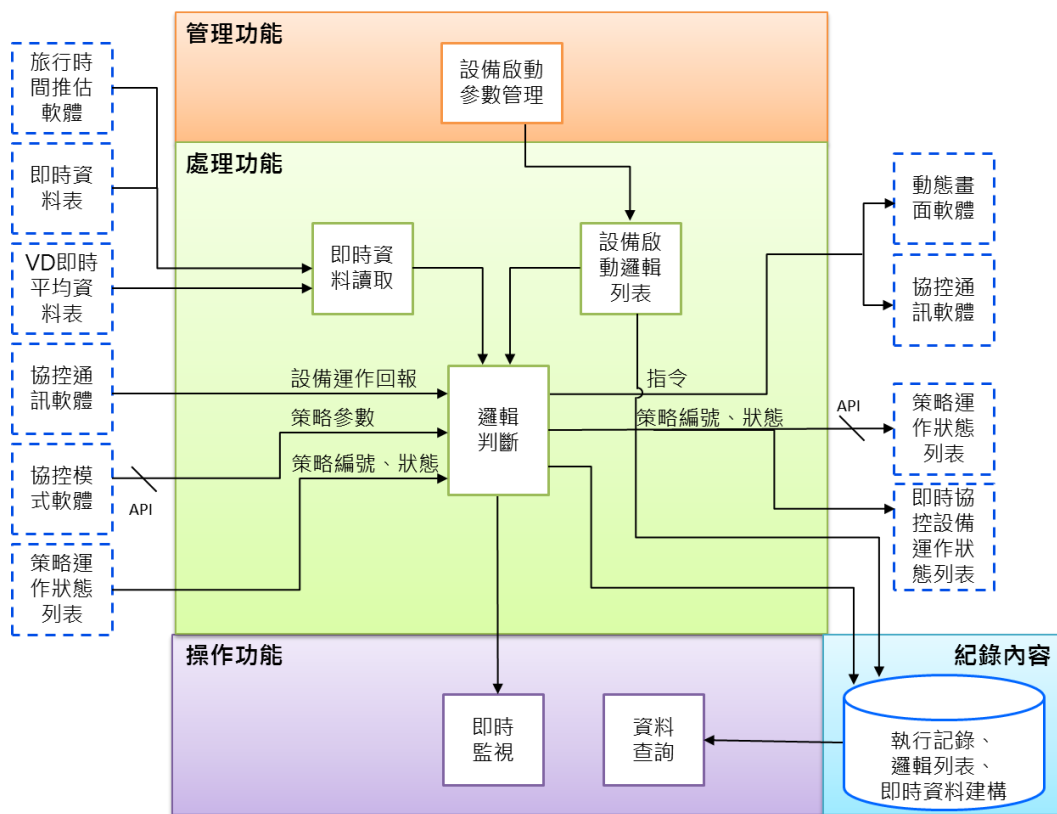 管理功能
設備啟動
參數管理
旅行時
間推估
軟體
即時資
料表
VD即時
平均資
料表
協控通
訊軟體
協控模
式軟體
API
策略運
作狀態
列表
處理功能
即時資
料讀取
設備啟
動邏輯
列表
設備運作回報
策略參數
策略編號、狀態
邏輯
判斷
指令
策略編號、狀態
API
動態畫
面軟體
協控通
訊軟體
策略運
作狀態
列表
即時協
控設備
運作狀
態列表
操作功能
即時
監視
資料
查詢
紀錄內容
執行記錄、
邏輯列表、
即時資料建構